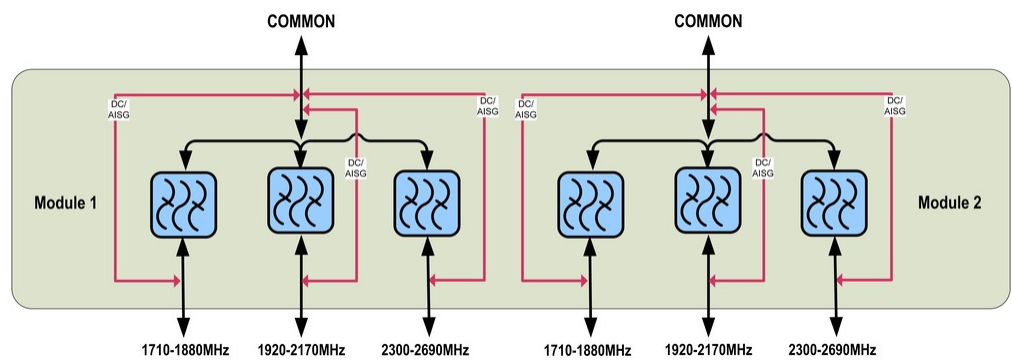 COMMON
COMMON
DC/
AISG
DC/
AISG
DC/
AISG
DC/
AISG
DC/
AISG
DC/
AISG
Module 1
Module 2
1710-1880MHz
1920-2170MHz
2300-2690MHz
1710-1880MHz
1920-2170MHz
2300-2690MHz